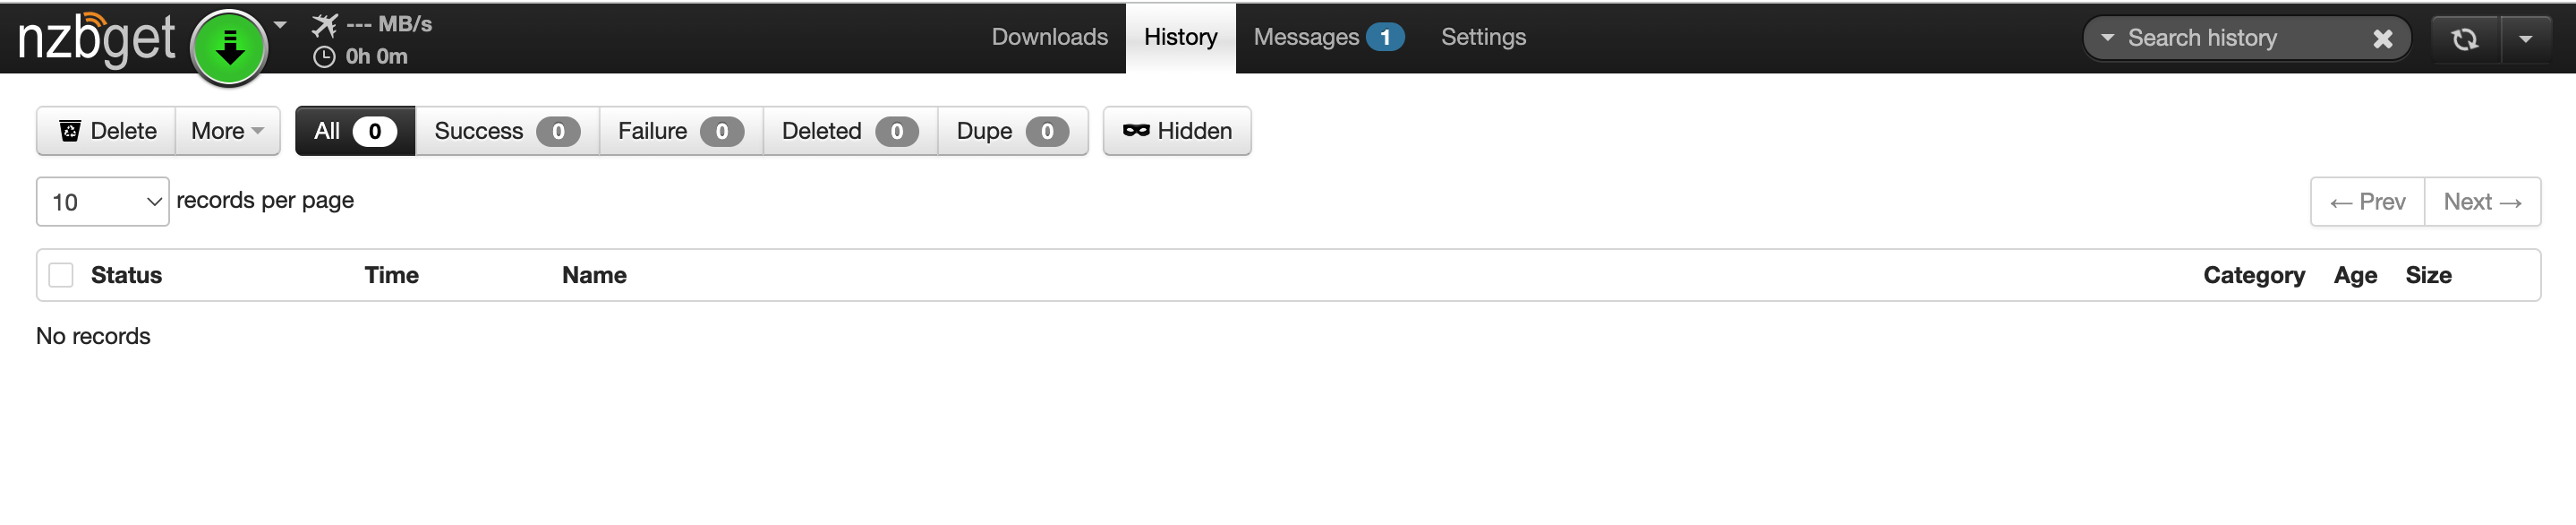 nzbget
--- MB/s
0h 0m
Downloads History Messages 1 Settings
Search history
Delete More All 0 Success 0 Failure 0 Deleted 0 Dupe 0 Hidden
10 records per page
← Prev Next →
Status Time Name Category Age Size
No records